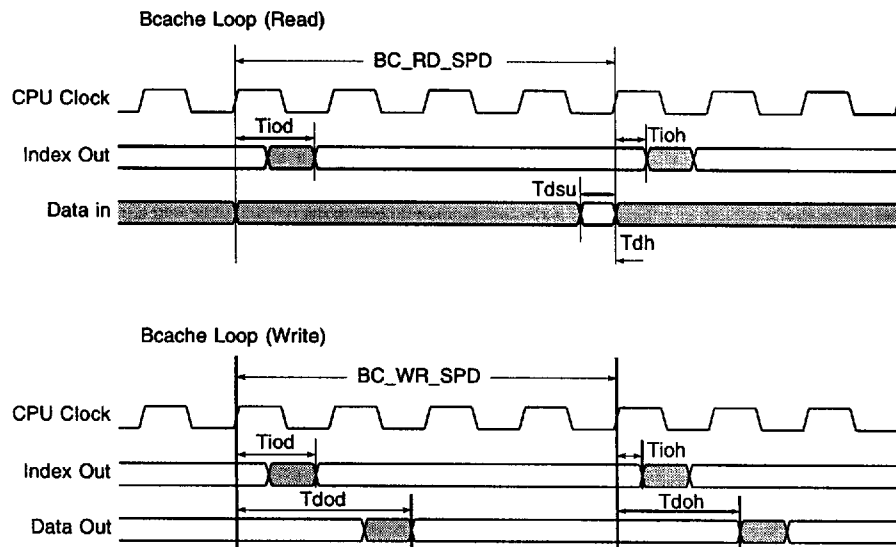 Bcache Loop (Read)
BC_RD_SPD
CPU Clock
Tiod
Tioh
Index Out
Tdsu
Data in
Tdh
Bcache Loop (Write)
BC_WR_SPD
CPU Clock
Tiod
Tioh
Index Out
Tdod
Tdoh
Data Out